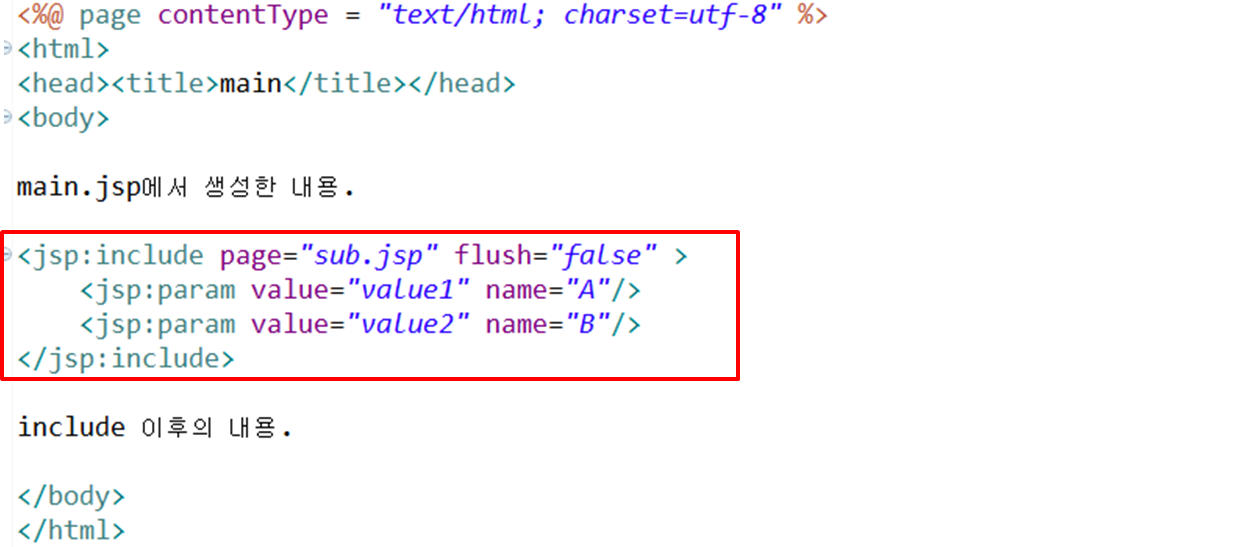 <%@ page contentType = "text/html; charset=utf-8" %>
<html>
<head><title>main</title></head>
<body>
main.jsp에서 생성한 내용.
<jsp:include page="sub.jsp" flush="false" >
<jsp:param value="value1" name="A"/>
<jsp:param value="value2" name="B"/>
</jsp:include>
include 이후의 내용.
</body>
</html>